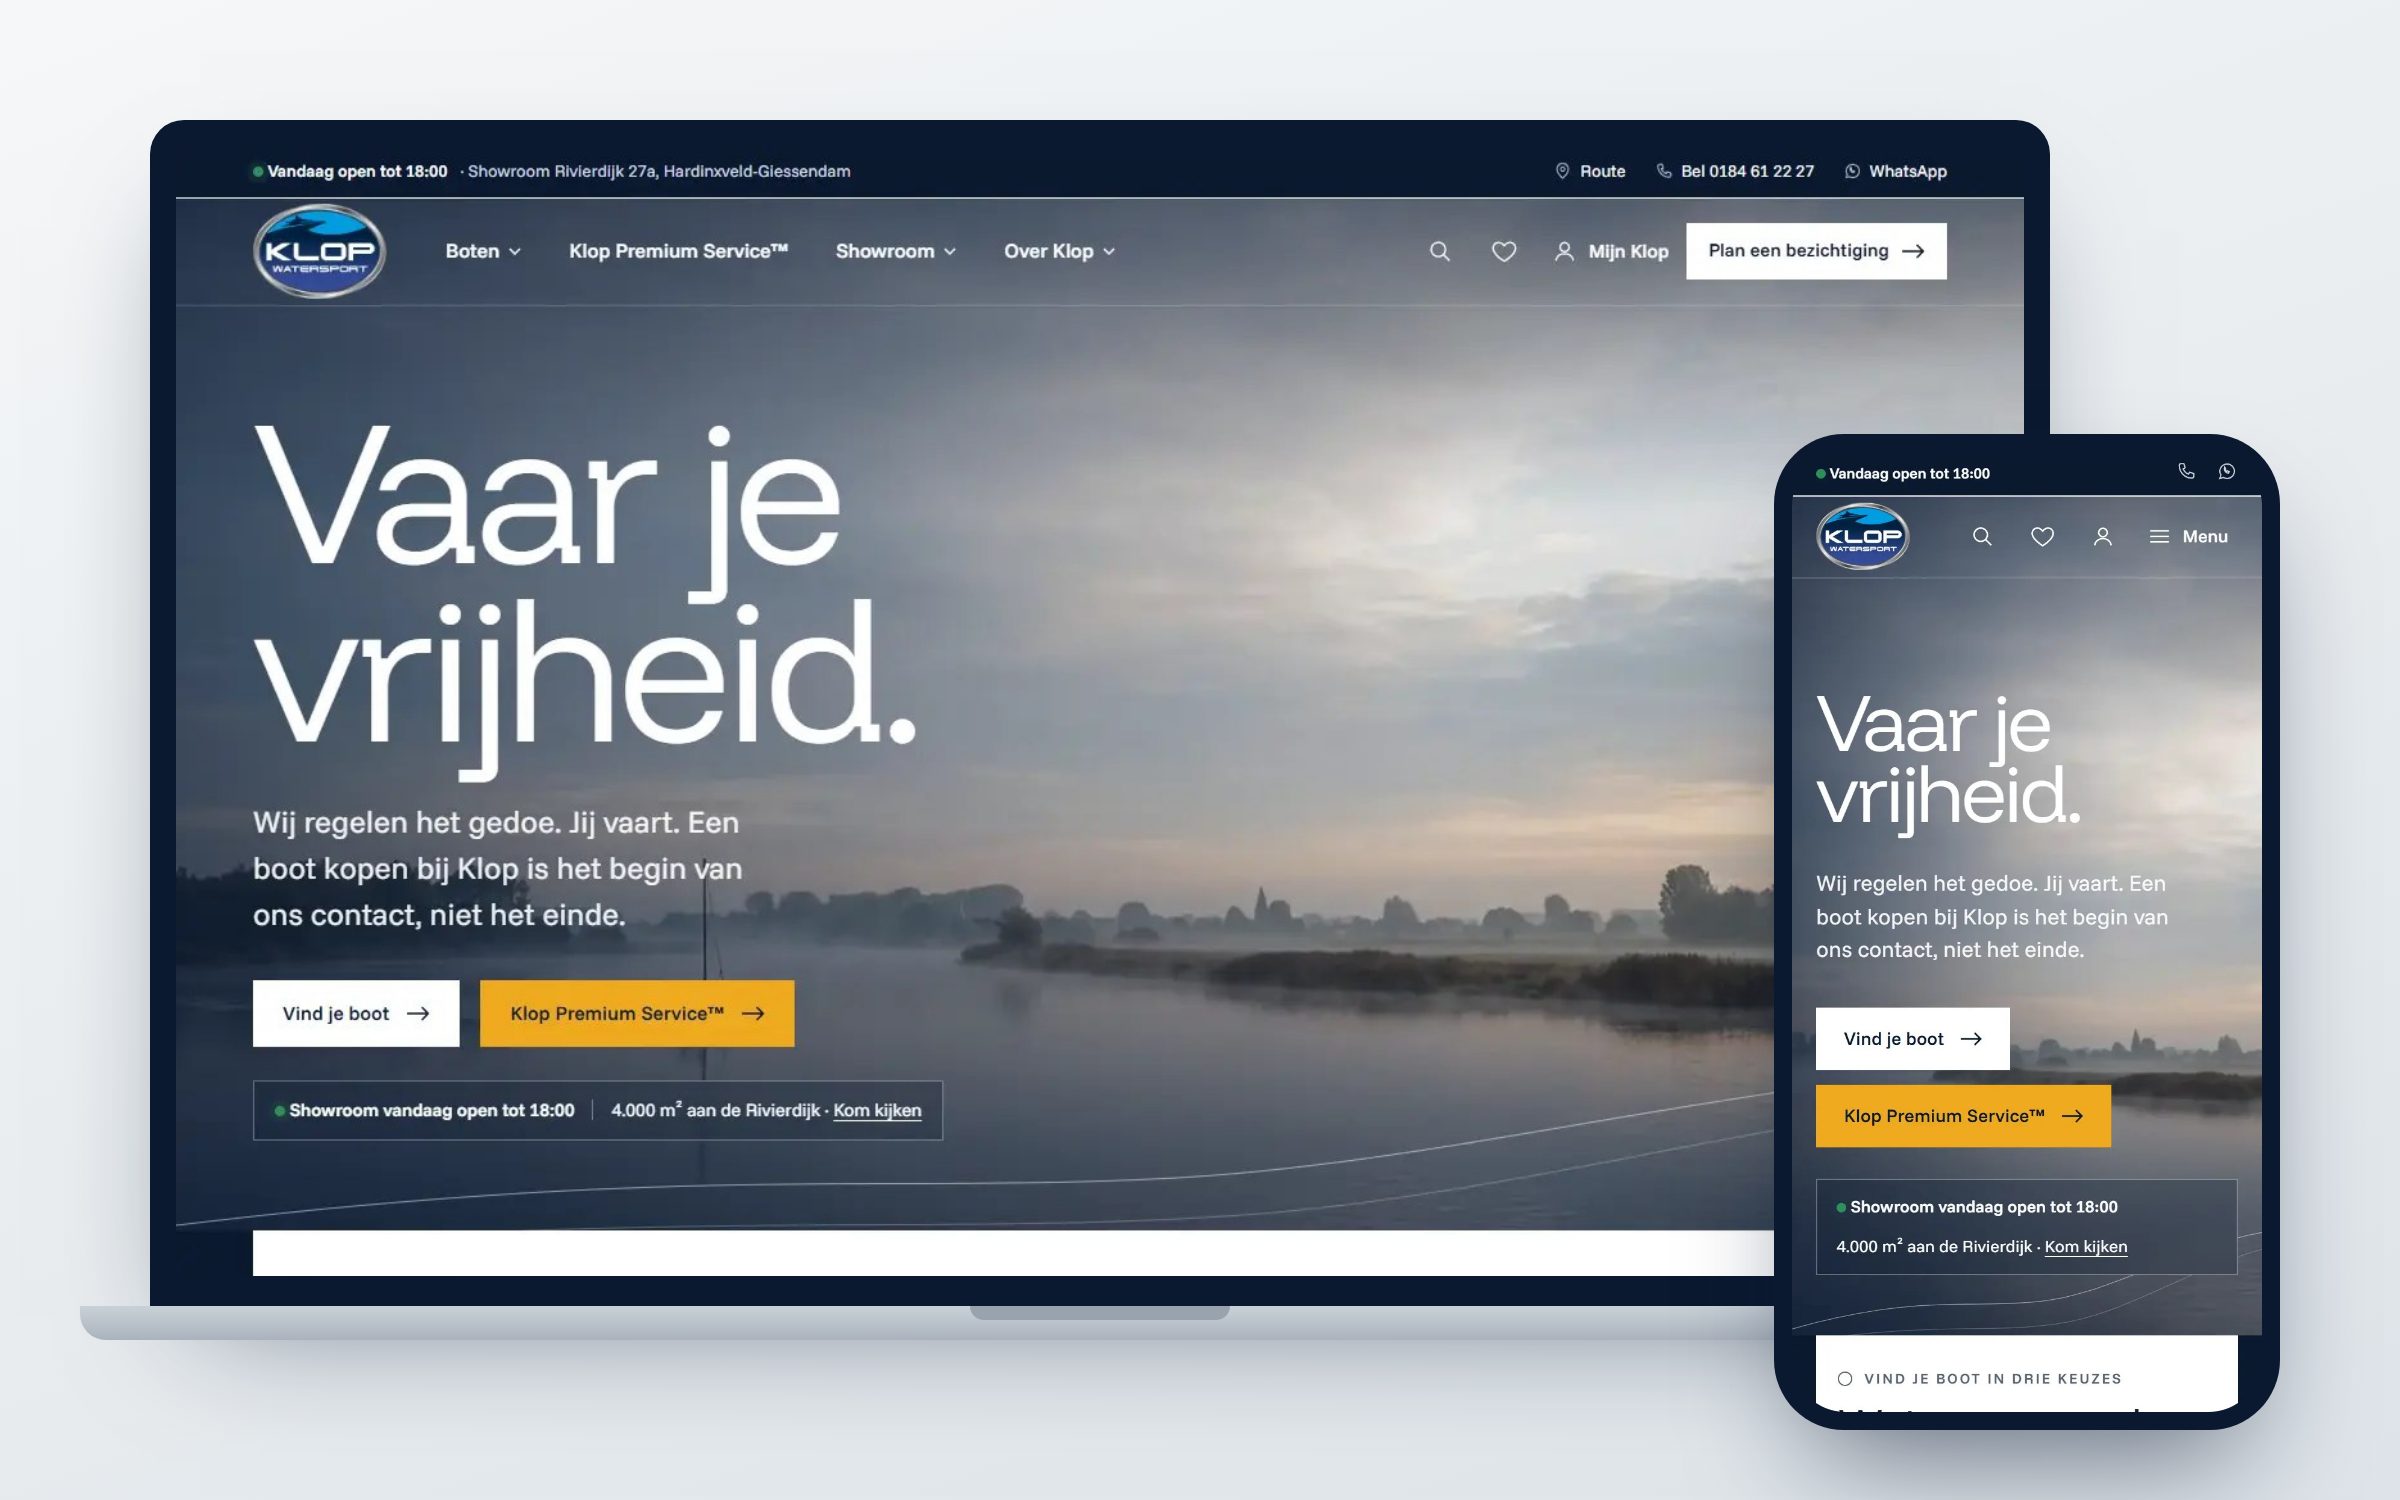 Vandaag open tot 18:00 · Showroom Rivierdijk 27a, Hardinxveld-Giessendam
Route
Bel 0184 61 22 27
WhatsApp
KLOP
WATERSPORT
Boten
Klop Premium Service™
Showroom
Over Klop
Mijn Klop
Plan een bezichtiging
Vaar je
vrijheid.
Wij regelen het gedoe. Jij vaart. Een
boot kopen bij Klop is het begin van
ons contact, niet het einde.
Vind je boot
Klop Premium Service™
Showroom vandaag open tot 18:00
4.000 m² aan de Rivierdijk · Kom kijken
Vandaag open tot 18:00
KLOP
WATERSPORT
Menu
Vaar je
vrijheid.
Wij regelen het gedoe. Jij vaart. Een
boot kopen bij Klop is het begin van
ons contact, niet het einde.
Vind je boot
Klop Premium Service™
Showroom vandaag open tot 18:00
4.000 m² aan de Rivierdijk · Kom kijken
VIND JE BOOT IN DRIE KEUZES